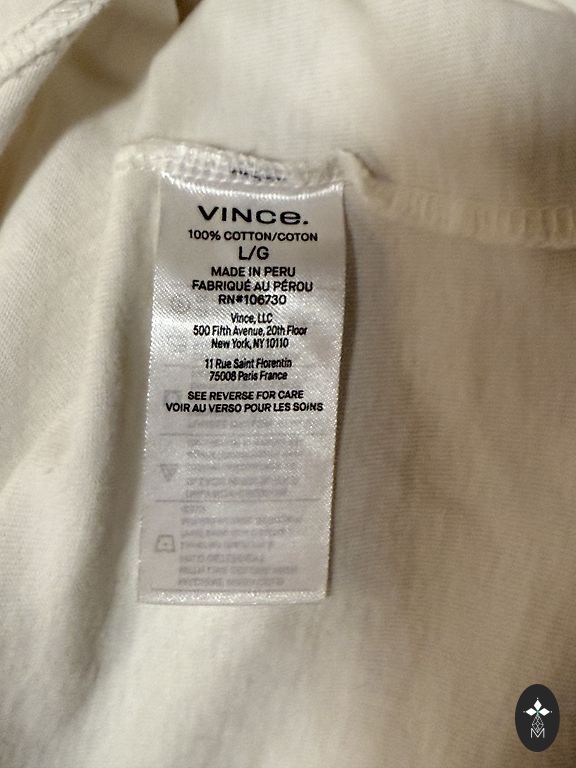 VINCE.
100% COTTON/COTON
L/G
MADE IN PERU
FABRIQUÉ AU PÉROU
RN#106730
Vince, LLC
500 Fifth Avenue, 20th Floor
New York, NY 10110
11 Rue Saint Florentin
75008 Paris France
SEE REVERSE FOR CARE
VOIR AU VERSO POUR LES SOINS
M